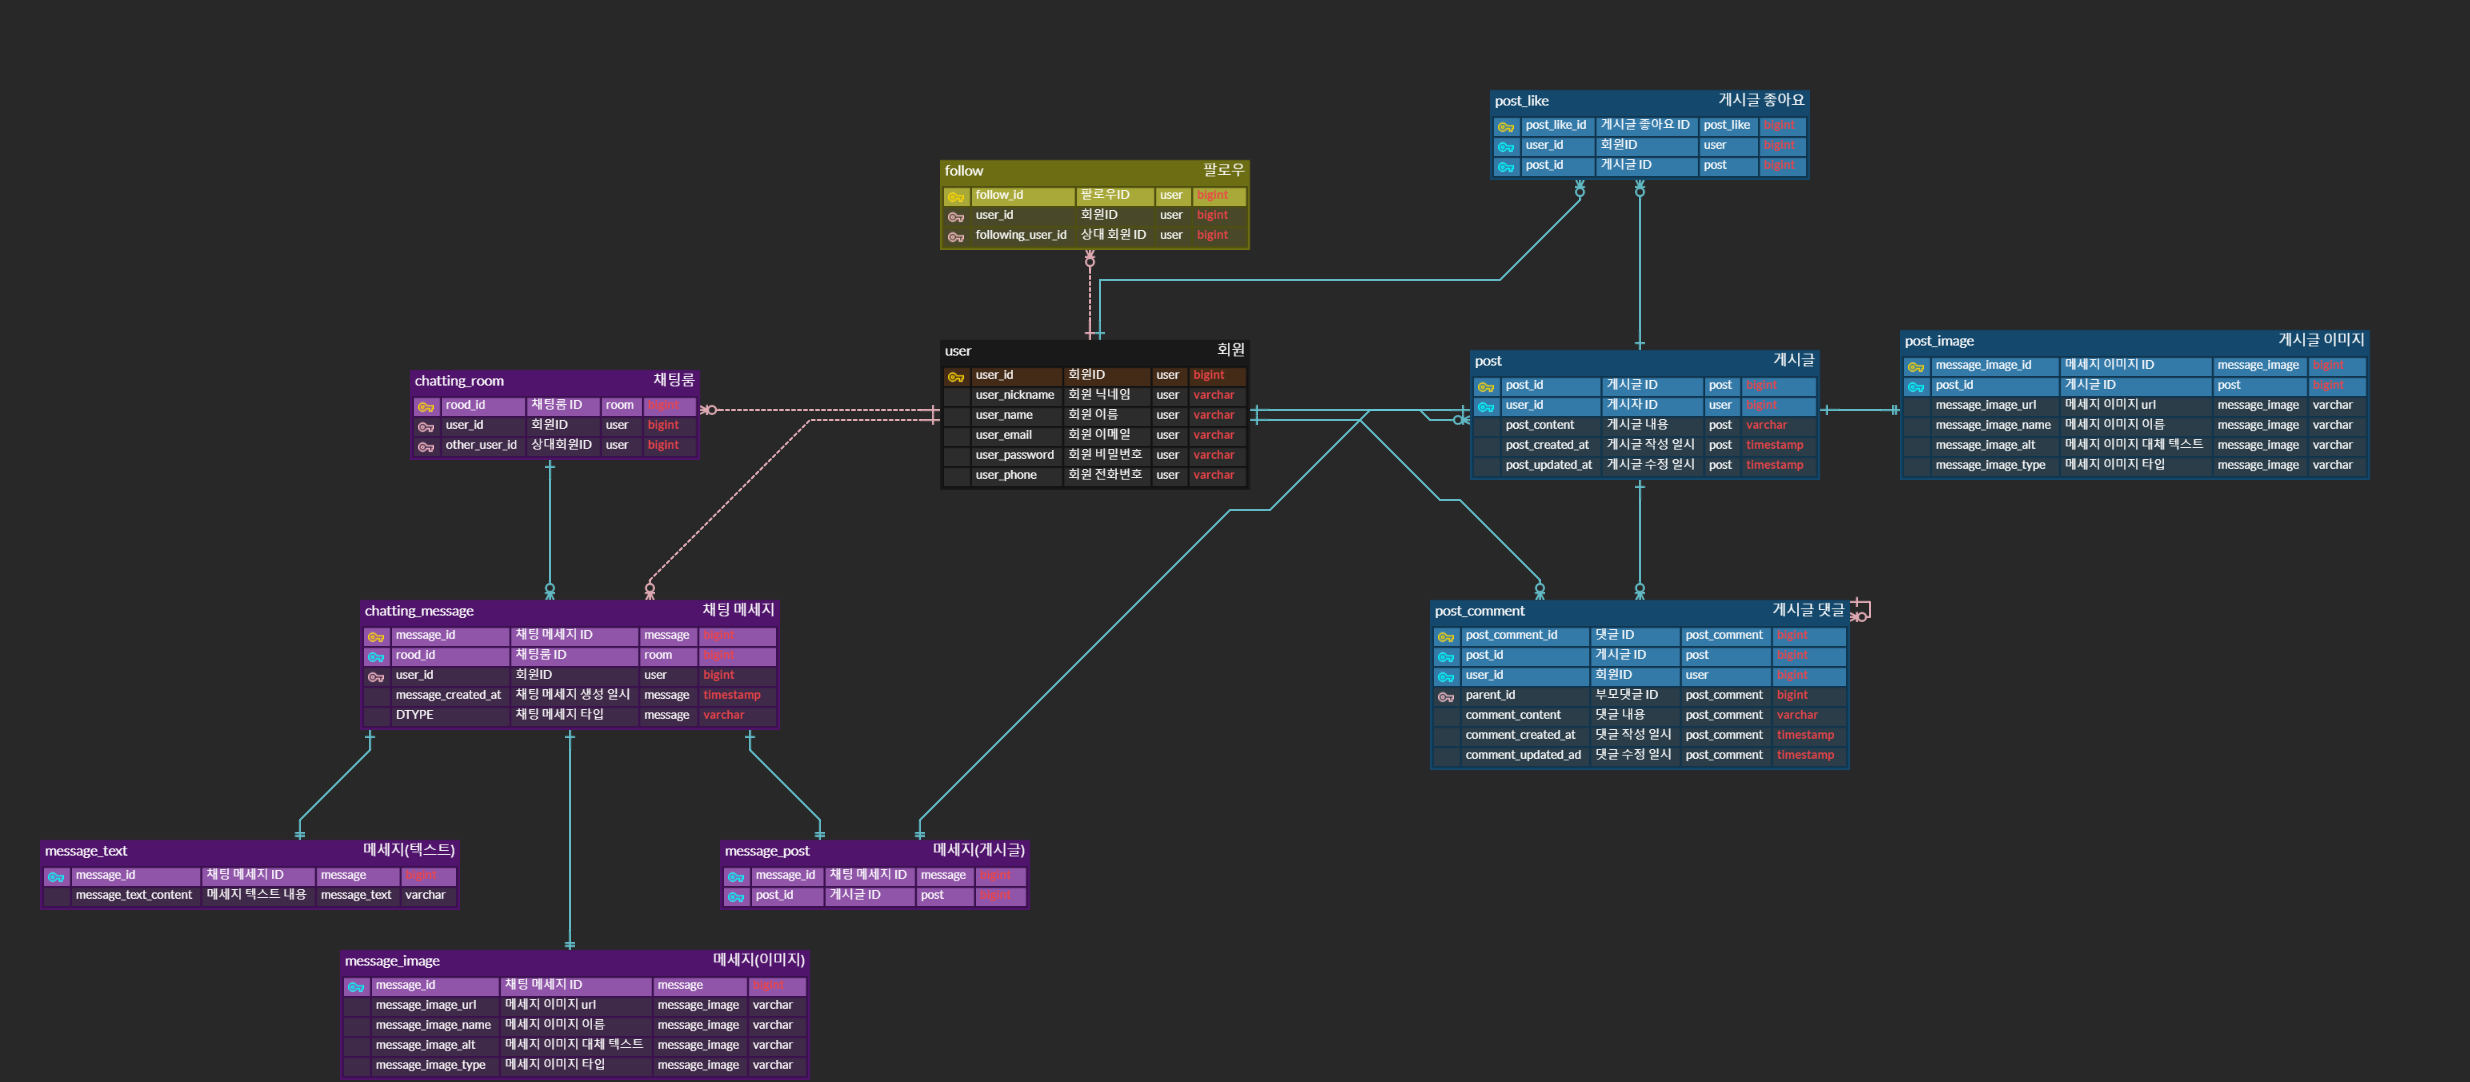 post_like 게시글 좋아요
post_like_id 게시글 좋아요 ID post_like bigint
user_id 회원ID user bigint
post_id 게시글 ID post bigint
follow 팔로우
follow_id 팔로우ID user bigint
user_id 회원ID user bigint
following_user_id 상대 회원 ID user bigint
user 회원
user_id 회원ID user bigint
user_nickname 회원 닉네임 user varchar
user_name 회원 이름 user varchar
user_email 회원 이메일 user varchar
user_password 회원 비밀번호 user varchar
user_phone 회원 전화번호 user varchar
post 게시글
post_id 게시글 ID post bigint
user_id 게시자 ID user bigint
post_content 게시글 내용 post varchar
post_created_at 게시글 작성 일시 post timestamp
post_updated_at 게시글 수정 일시 post timestamp
post_image 게시글 이미지
message_image_id 메세지 이미지 ID message_image bigint
post_id 게시글 ID post bigint
message_image_url 메세지 이미지 url message_image varchar
message_image_name 메세지 이미지 이름 message_image varchar
message_image_alt 메세지 이미지 대체 텍스트 message_image varchar
message_image_type 메세지 이미지 타입 message_image varchar
chatting_room 채팅룸
rood_id 채팅룸 ID room bigint
user_id 회원ID user bigint
other_user_id 상대회원ID user bigint
chatting_message 채팅 메세지
message_id 채팅 메세지 ID message bigint
rood_id 채팅룸 ID room bigint
user_id 회원ID user bigint
message_created_at 채팅 메세지 생성 일시 message timestamp
DTYPE 채팅 메세지 타입 message varchar
post_comment 게시글 댓글
post_comment_id 댓글 ID post_comment bigint
post_id 게시글 ID post bigint
user_id 회원ID user bigint
parent_id 부모댓글 ID post_comment bigint
comment_content 댓글 내용 post_comment varchar
comment_created_at 댓글 작성 일시 post_comment timestamp
comment_updated_ad 댓글 수정 일시 post_comment timestamp
message_text 메세지(텍스트)
message_id 채팅 메세지 ID message bigint
message_text_content 메세지 텍스트 내용 message_text varchar
message_post 메세지(게시글)
message_id 채팅 메세지 ID message bigint
post_id 게시글 ID post bigint
message_image 메세지(이미지)
message_id 채팅 메세지 ID message bigint
message_image_url 메세지 이미지 url message_image varchar
message_image_name 메세지 이미지 이름 message_image varchar
message_image_alt 메세지 이미지 대체 텍스트 message_image varchar
message_image_type 메세지 이미지 타입 message_image varchar